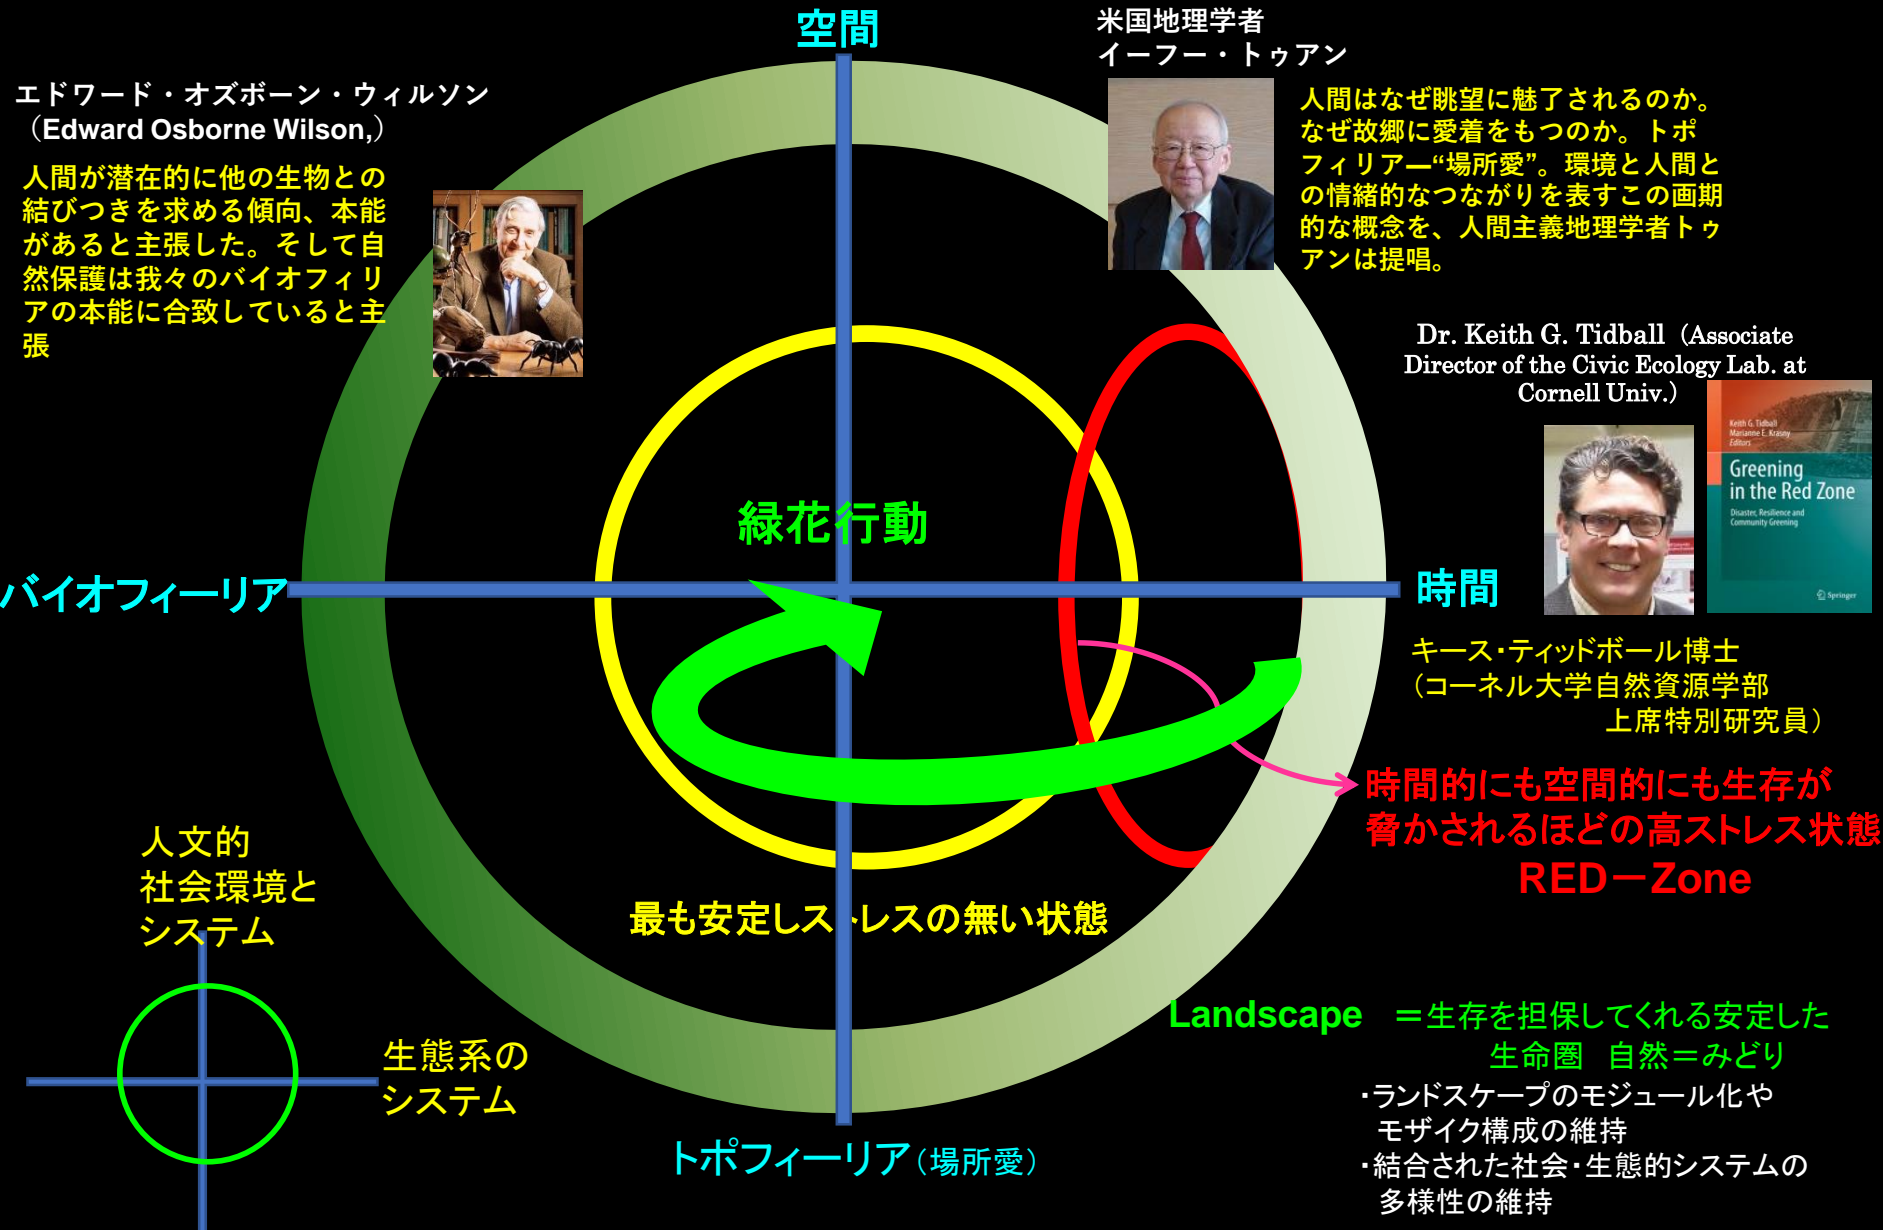 空間
米国地理学者
イーフー・トゥアン
エドワード・オズボーン・ウィルソン
（Edward Osborne Wilson,）
人間が潜在的に他の生物との
結びつきを求める傾向、本能
があると主張した。そして自
然保護は我々のバイオフィリ
アの本能に合致していると主
張
人間はなぜ眺望に魅了されるのか。
なぜ故郷に愛着をもつのか。トポ
フィリア―“場所愛”。環境と人間と
の情緒的なつながりを表すこの画期
的な概念を、人間主義地理学者トゥ
アンは提唱。
Dr. Keith G. Tidball（Associate
Director of the Civic Ecology Lab. at
Cornell Univ.）
Keith G. Tidball
Marianne E. Krasny
Editors
Greening
in the Red Zone
Disaster, Resilience and
Community Greening
Springer
緑花行動
バイオフィーリア
時間
キース・ティッドボール博士
（コーネル大学自然資源学部
上席特別研究員）
時間的にも空間的にも生存が
脅かされるほどの高ストレス状態
RED－Zone
最も安定しストレスの無い状態
人文的
社会環境と
システム
生態系の
システム
トポフィーリア（場所愛）
Landscape ＝生存を担保してくれる安定した
生命圏　自然＝みどり
・ランドスケープのモジュール化や
モザイク構成の維持
・結合された社会・生態的システムの
多様性の維持